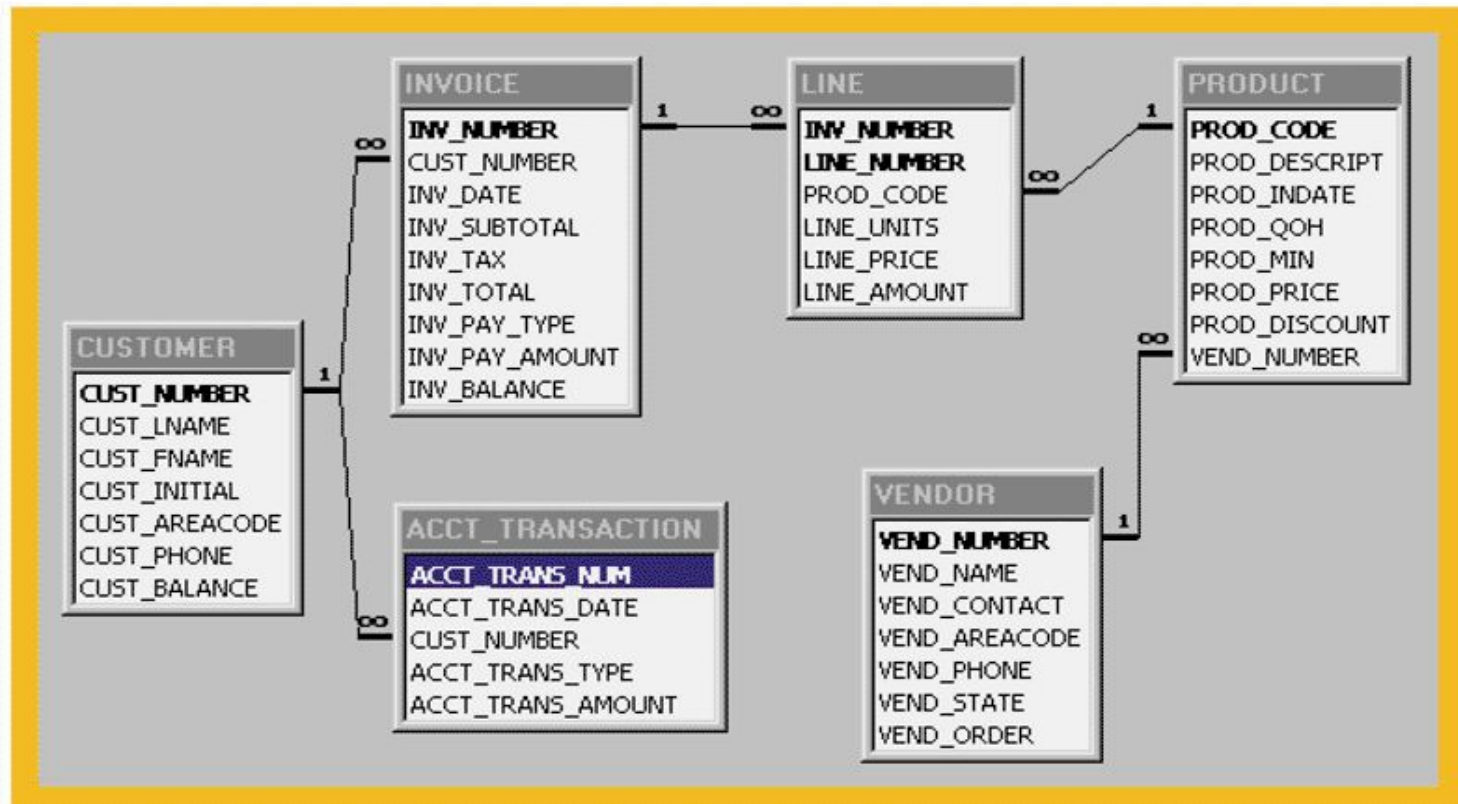 INVOICE
INV_NUMBER
CUST_NUMBER
INV_DATE
INV_SUBTOTAL
INV_TAX
INV_TOTAL
INV_PAY_TYPE
INV_PAY_AMOUNT
INV_BALANCE
1
∞
LINE
INV_NUMBER
LINE_NUMBER
PROD_CODE
LINE_UNITS
LINE_PRICE
LINE_AMOUNT
∞
1
PRODUCT
PROD_CODE
PROD_DESCRIPT
PROD_INDATE
PROD_QOH
PROD_MIN
PROD_PRICE
PROD_DISCOUNT
VEND_NUMBER
∞
CUSTOMER
CUST_NUMBER
CUST_LNAME
CUST_FNAME
CUST_INITIAL
CUST_AREACODE
CUST_PHONE
CUST_BALANCE
1
∞
∞
ACCT_TRANSACTION
ACCT_TRANS_NUM
ACCT_TRANS_DATE
CUST_NUMBER
ACCT_TRANS_TYPE
ACCT_TRANS_AMOUNT
VENDOR
VEND_NUMBER
VEND_NAME
VEND_CONTACT
VEND_AREACODE
VEND_PHONE
VEND_STATE
VEND_ORDER
1